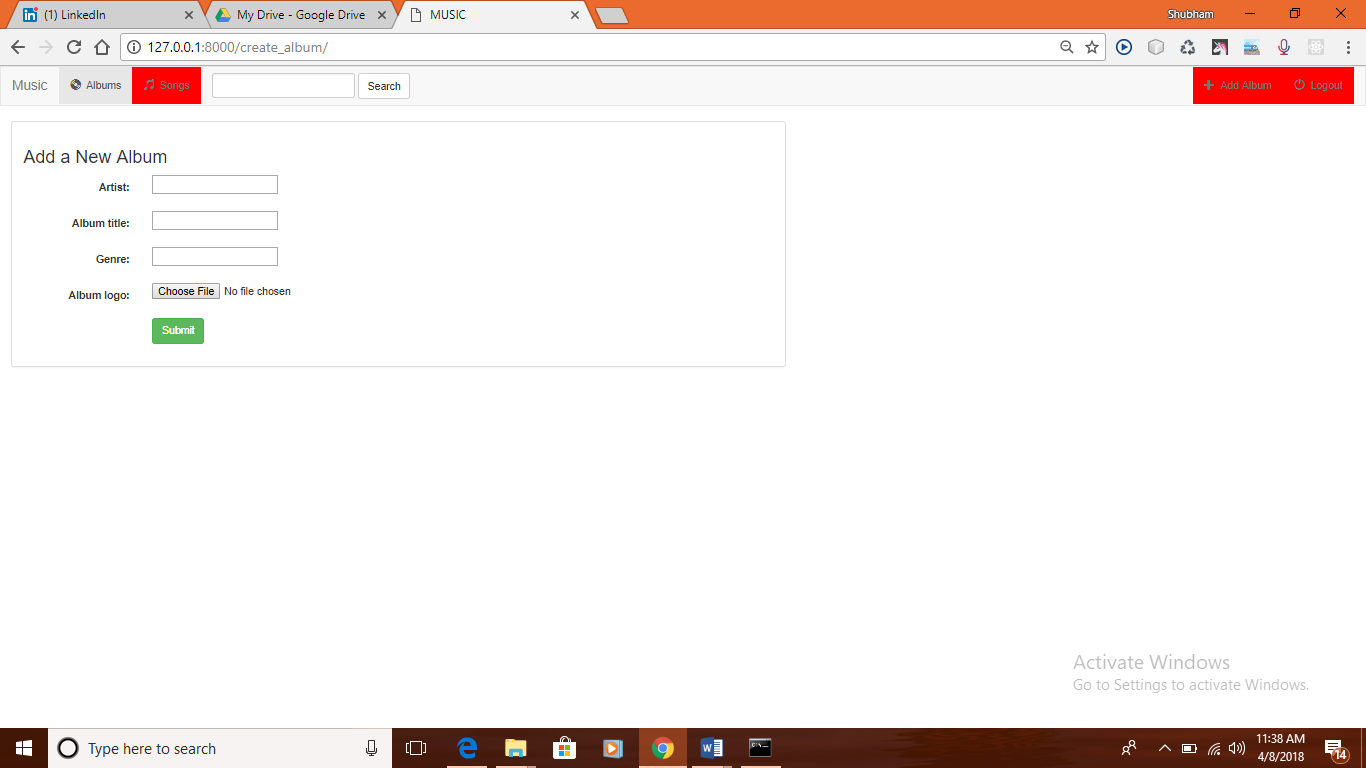 (1) LinkedIn
My Drive - Google Drive
MUSIC
Shubham
127.0.0.1:8000/create_album/
Music Albums Songs Search Add Album Logout
Add a New Album
Artist:
Album title:
Genre:
Album logo: Choose File No file chosen
Submit
Activate Windows
Go to Settings to activate Windows.
Type here to search
11:38 AM
4/8/2018
14